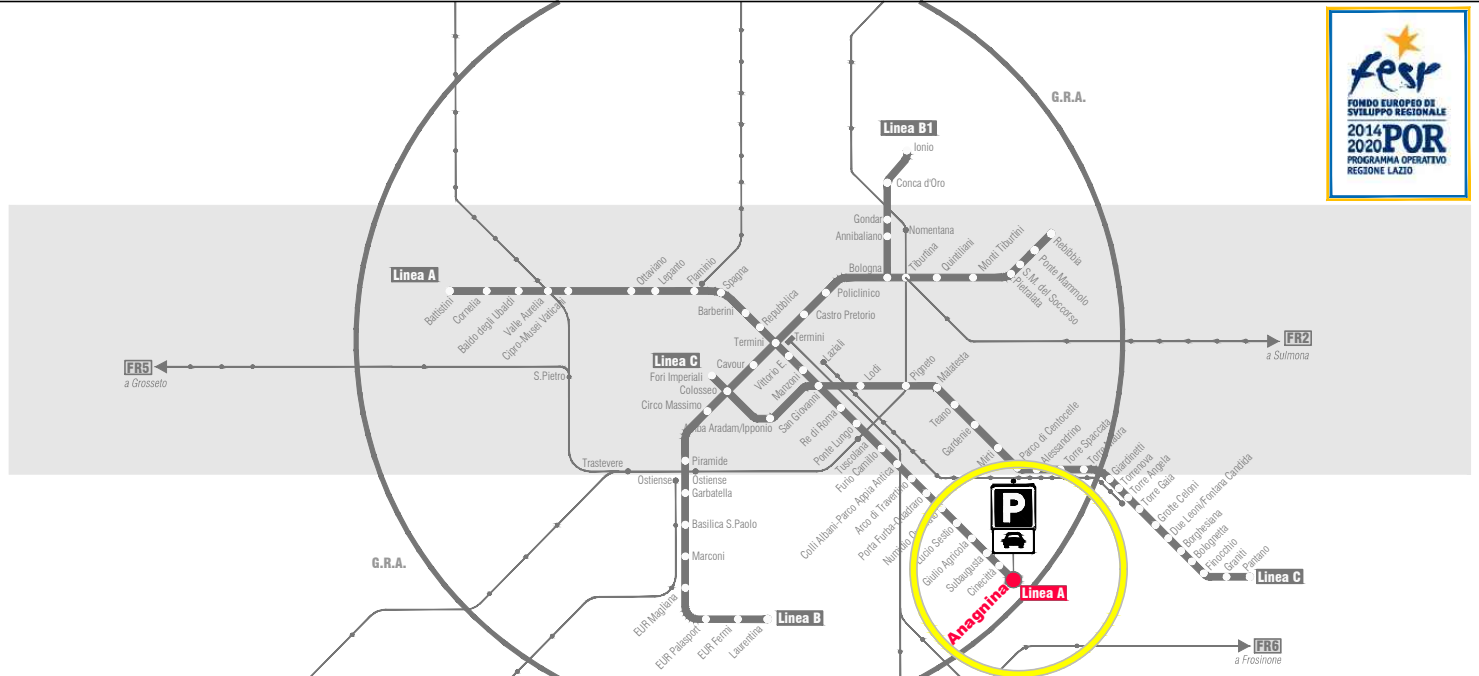 fesr
FONDO EUROPEO DI
SVILUPPO REGIONALE
2014
2020 POR
PROGRAMMA OPERATIVO
REGIONE LAZIO
G.R.A.
Linea B1
Ionio
Conca d'Oro
Gondar
Nomentana
Annibaliano
Bologna
Tiburtina
Quintiliani
Monti Tiburtini
Rebibbia
Ponte Mammolo
S.M. del Soccorso
Pietralata
Linea A
Battistini
Cornelia
Baldo degli Ubaldi
Valle Aurelia
Cipro-Musei Vaticani
Ottaviano
Lepanto
Flaminio
Spagna
Barberini
Repubblica
Policlinico
Castro Pretorio
Termini
Termini
Laziali
FR2
a Sulmona
FR5
a Grosseto
S.Pietro
Linea C
Fori Imperiali
Colosseo
Cavour
Circo Massimo
Vittorio E.
Manzoni
San Giovanni
Lodi
Pigneto
Malatesta
Aradam/Ipponio
Re di Roma
Ponte Lungo
Tuscolana
Furio Camillo
Colli Albani-Parco Appia Antica
Arco di Travertino
Porta Furba-Quadraro
Lucio Sestio
Giulio Agricola
Subaugusta
Cinecittà
Teano
Gardenie
Mirti
Parco di Centocelle
Alessandrino
Torre Spaccata
Torre Maura
Giardinetti
Torrenova
Torre Angela
Torre Gaia
Grotte Celoni
Due Leoni/Fontana Candida
Borghesiana
Bolognetta
Finocchio
Graniti
Pantano
Linea C
Trastevere
Ostiense
Piramide
Ostiense
Garbatella
Basilica S.Paolo
Marconi
EUR Magliana
EUR Palasport
EUR Fermi
Laurentina
Linea B
G.R.A.
P
Anagnina
Linea A
FR6
a Frosinone